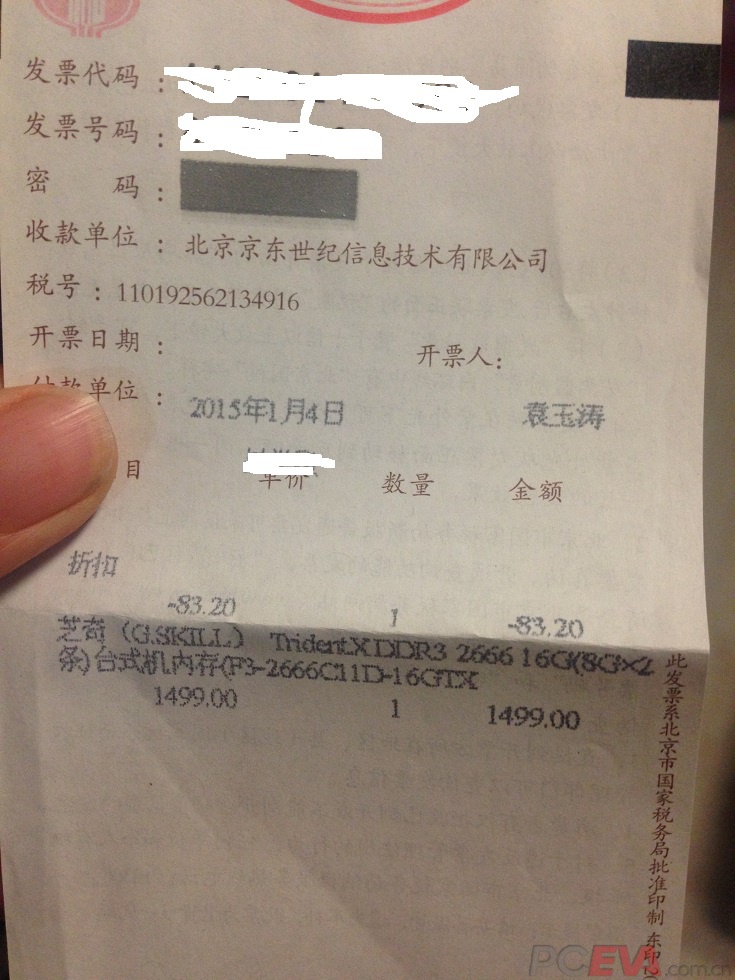 发票代码：
发票号码：
密 码：
收款单位：北京京东世纪信息技术有限公司
税号：110192562134916
开票日期： 开票人：
付款单位：
2015年1月4日 袁玉涛
目 单价 数量 金额
折扣
-83.20 1 -83.20
芝奇（G.SKILL） TridentX DDR3 2666 16G(8G×2
条)台式机内存(F3-2666C11D-16GTX
1499.00 1 1499.00
此发票系北京市国家税务局批准印制 东印
PCEVA.com.cn